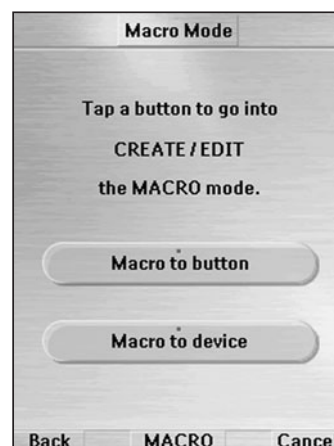 Macro Mode
Tap a button to go into
CREATE / EDIT
the MACRO mode.
Macro to button
Macro to device
Back MACRO Cance